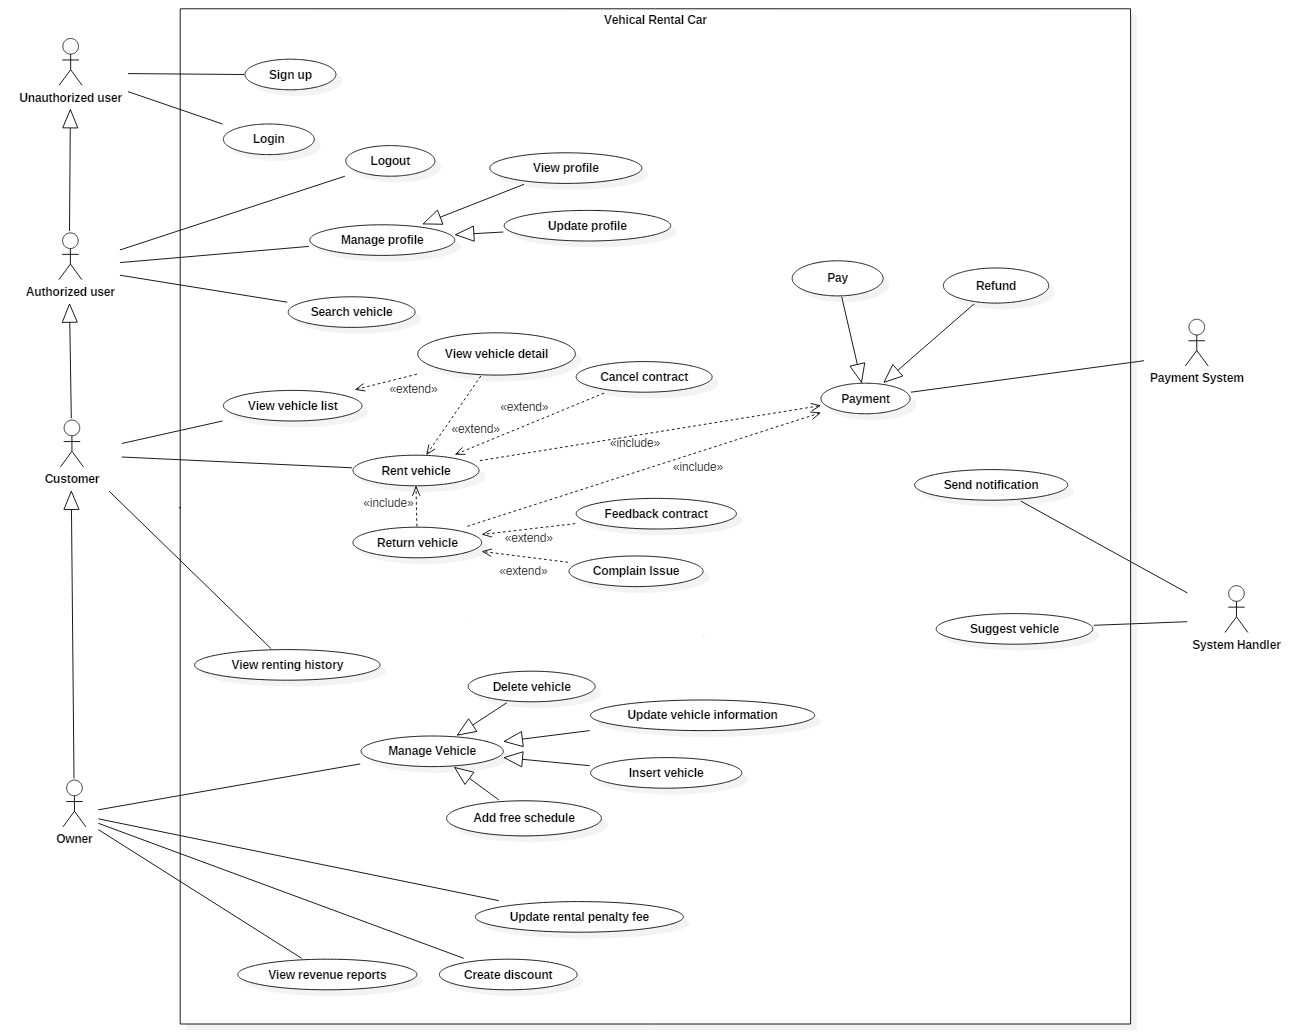 Vehical Rental Car
Unauthorized user
Sign up
Login
Logout
View profile
Manage profile
Update profile
Authorized user
Search vehicle
Pay
Refund
Payment System
View vehicle detail
Cancel contract
«extend»
View vehicle list
«extend»
Payment
«extend»
«include»
Customer
Rent vehicle
«include»
Send notification
«include»
Feedback contract
Return vehicle
«extend»
«extend»
Complain Issue
Suggest vehicle
System Handler
View renting history
Delete vehicle
Update vehicle information
Manage Vehicle
Insert vehicle
Add free schedule
Owner
Update rental penalty fee
View revenue reports
Create discount